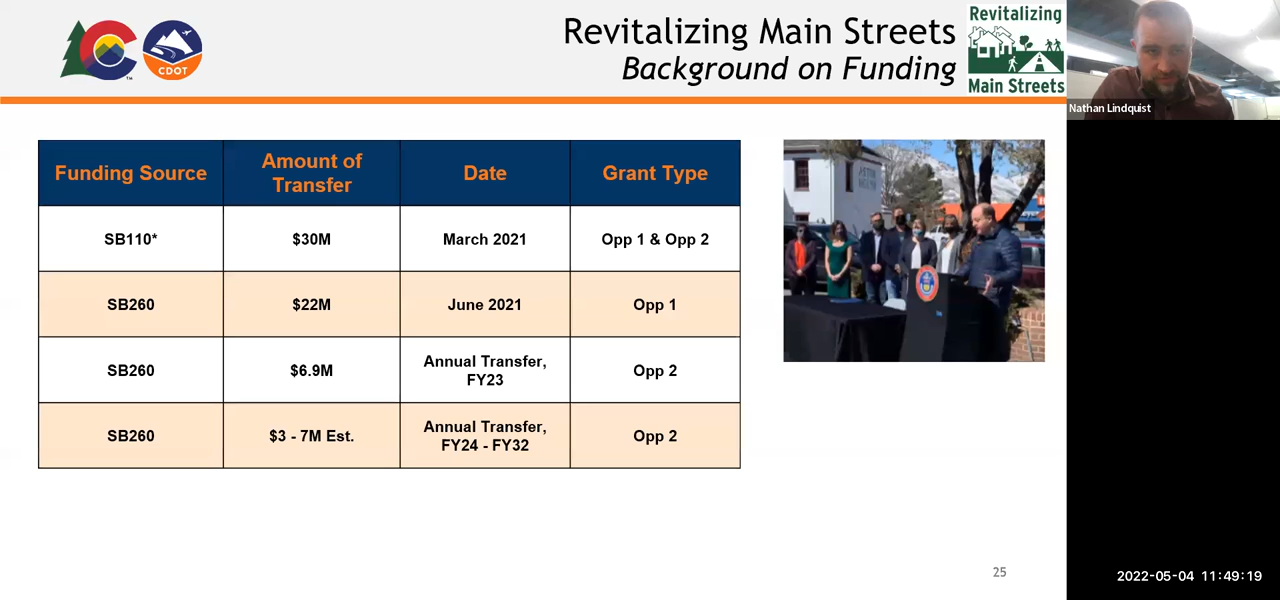 Revitalizing Main Streets
Background on Funding
CDOT
Revitalizing
Main Streets
Nathan Lindquist
Funding Source
Amount of
Transfer
Date
Grant Type
SB110*
$30M
March 2021
Opp 1 & Opp 2
SB260
$22M
June 2021
Opp 1
SB260
$6.9M
Annual Transfer,
FY23
Opp 2
SB260
$3 - 7M Est.
Annual Transfer,
FY24 - FY32
Opp 2
25
2022-05-04 11:49:19